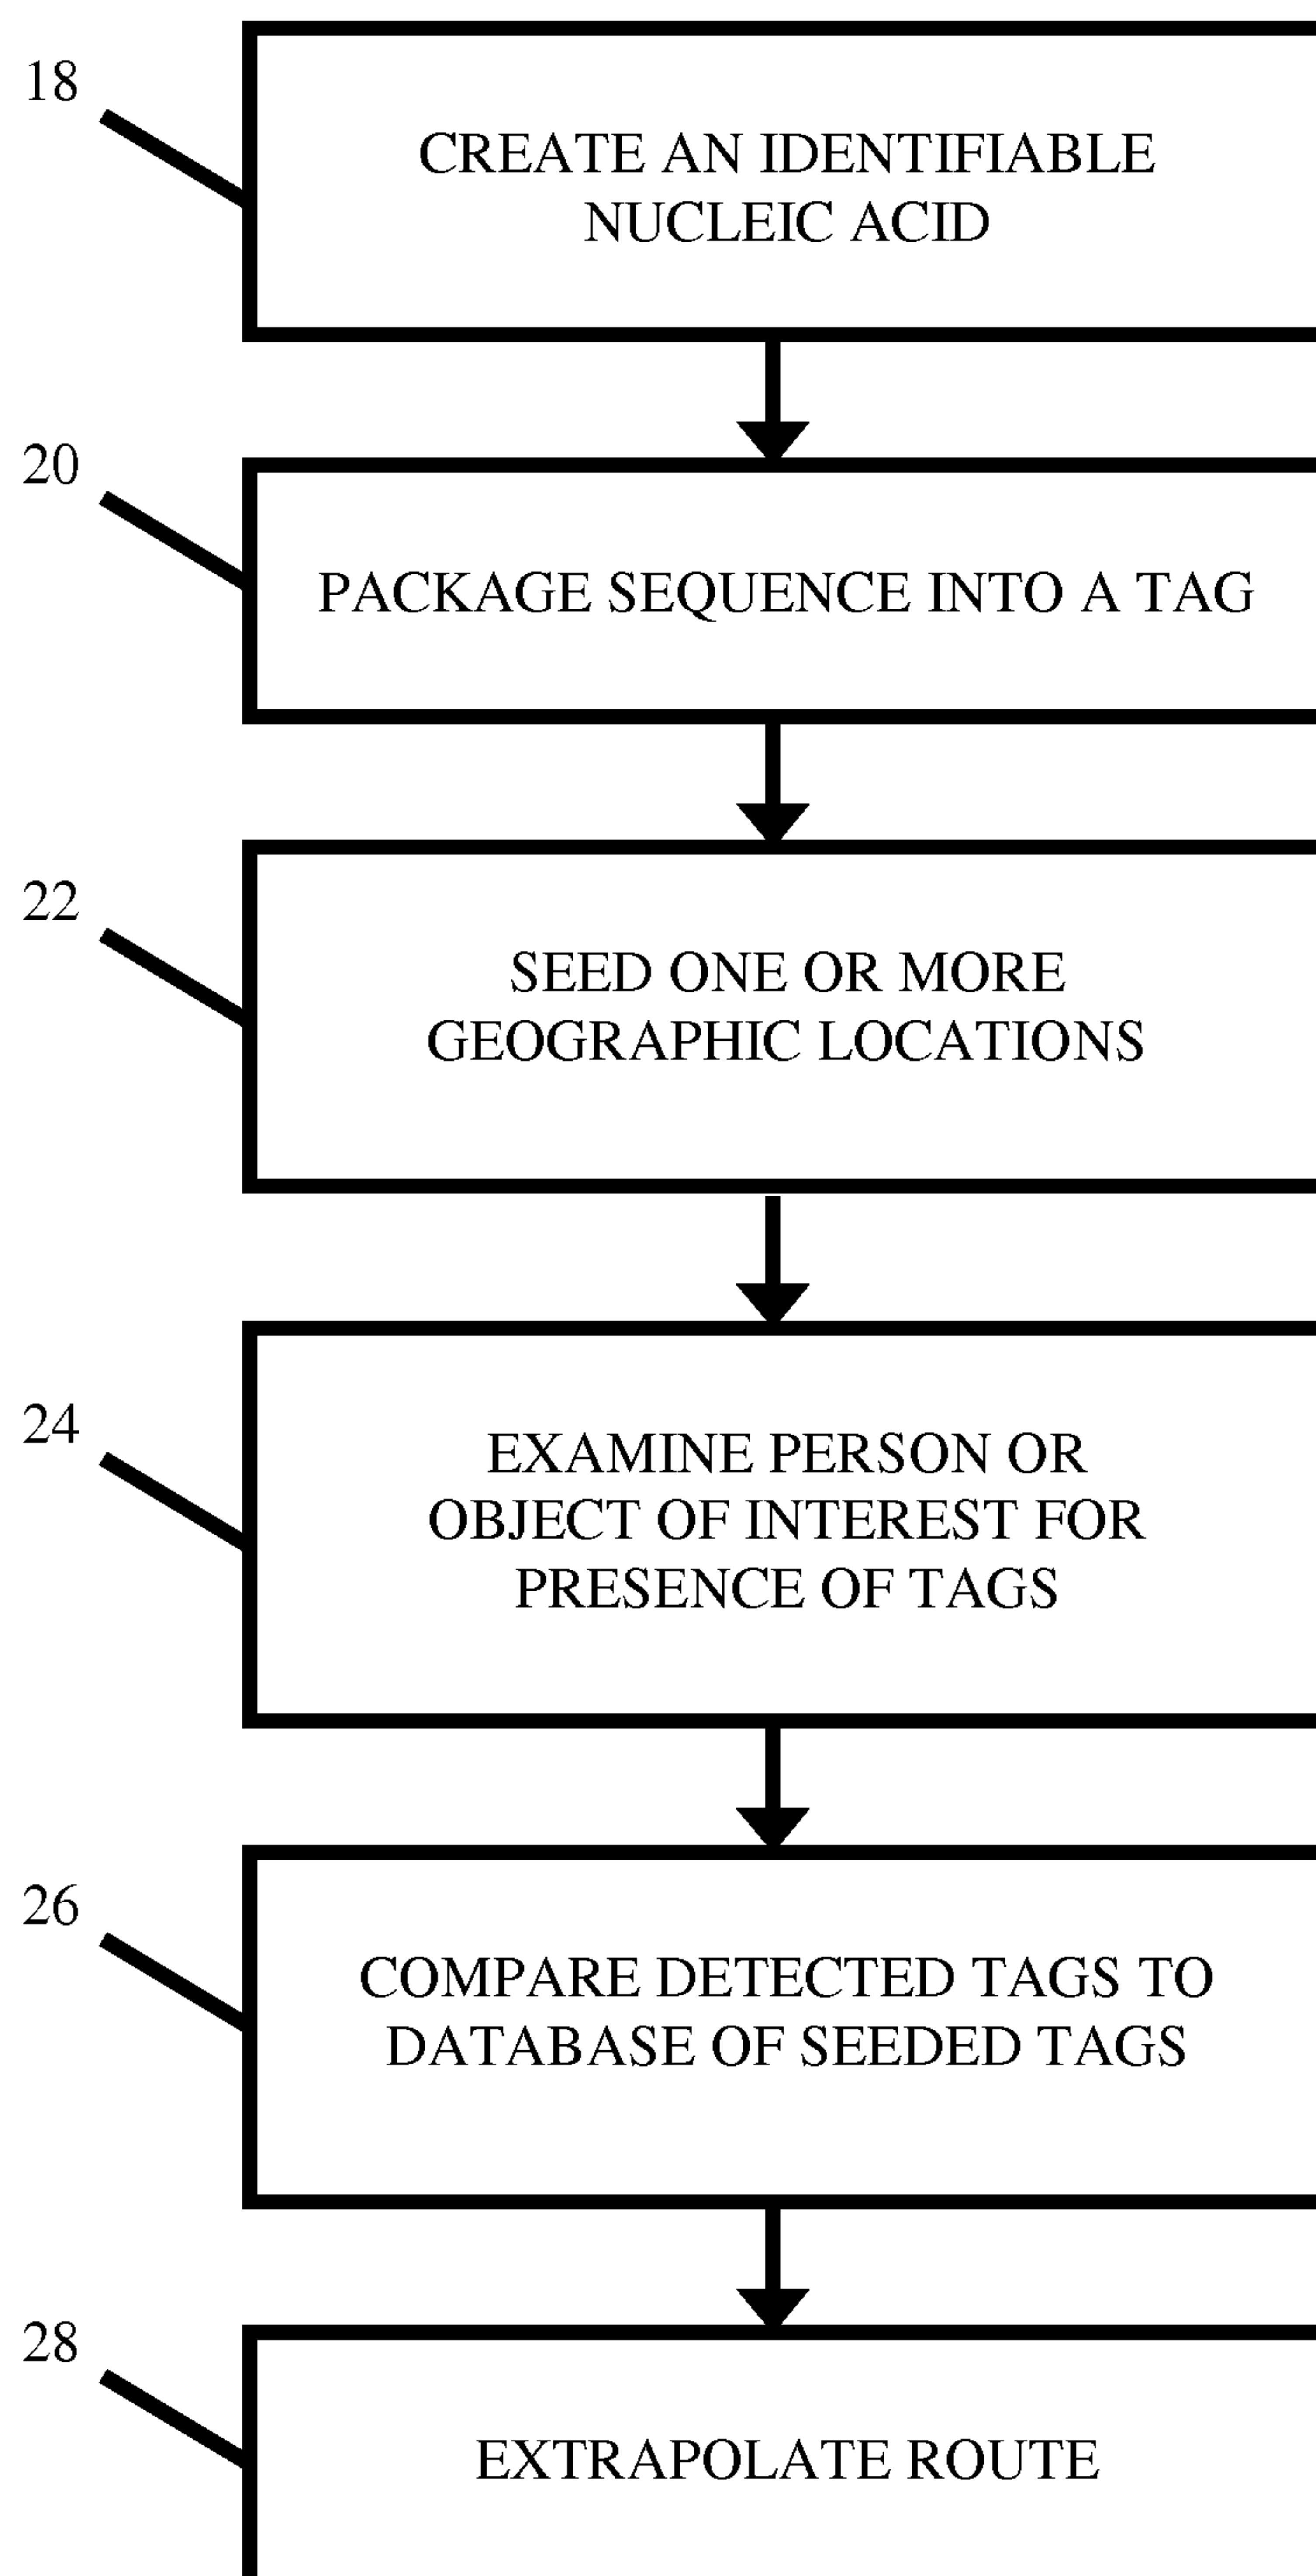 18
CREATE AN IDENTIFIABLE
NUCLEIC ACID
20
PACKAGE SEQUENCE INTO A TAG
22
SEED ONE OR MORE
GEOGRAPHIC LOCATIONS
24
EXAMINE PERSON OR
OBJECT OF INTEREST FOR
PRESENCE OF TAGS
26
COMPARE DETECTED TAGS TO
DATABASE OF SEEDED TAGS
28
EXTRAPOLATE ROUTE